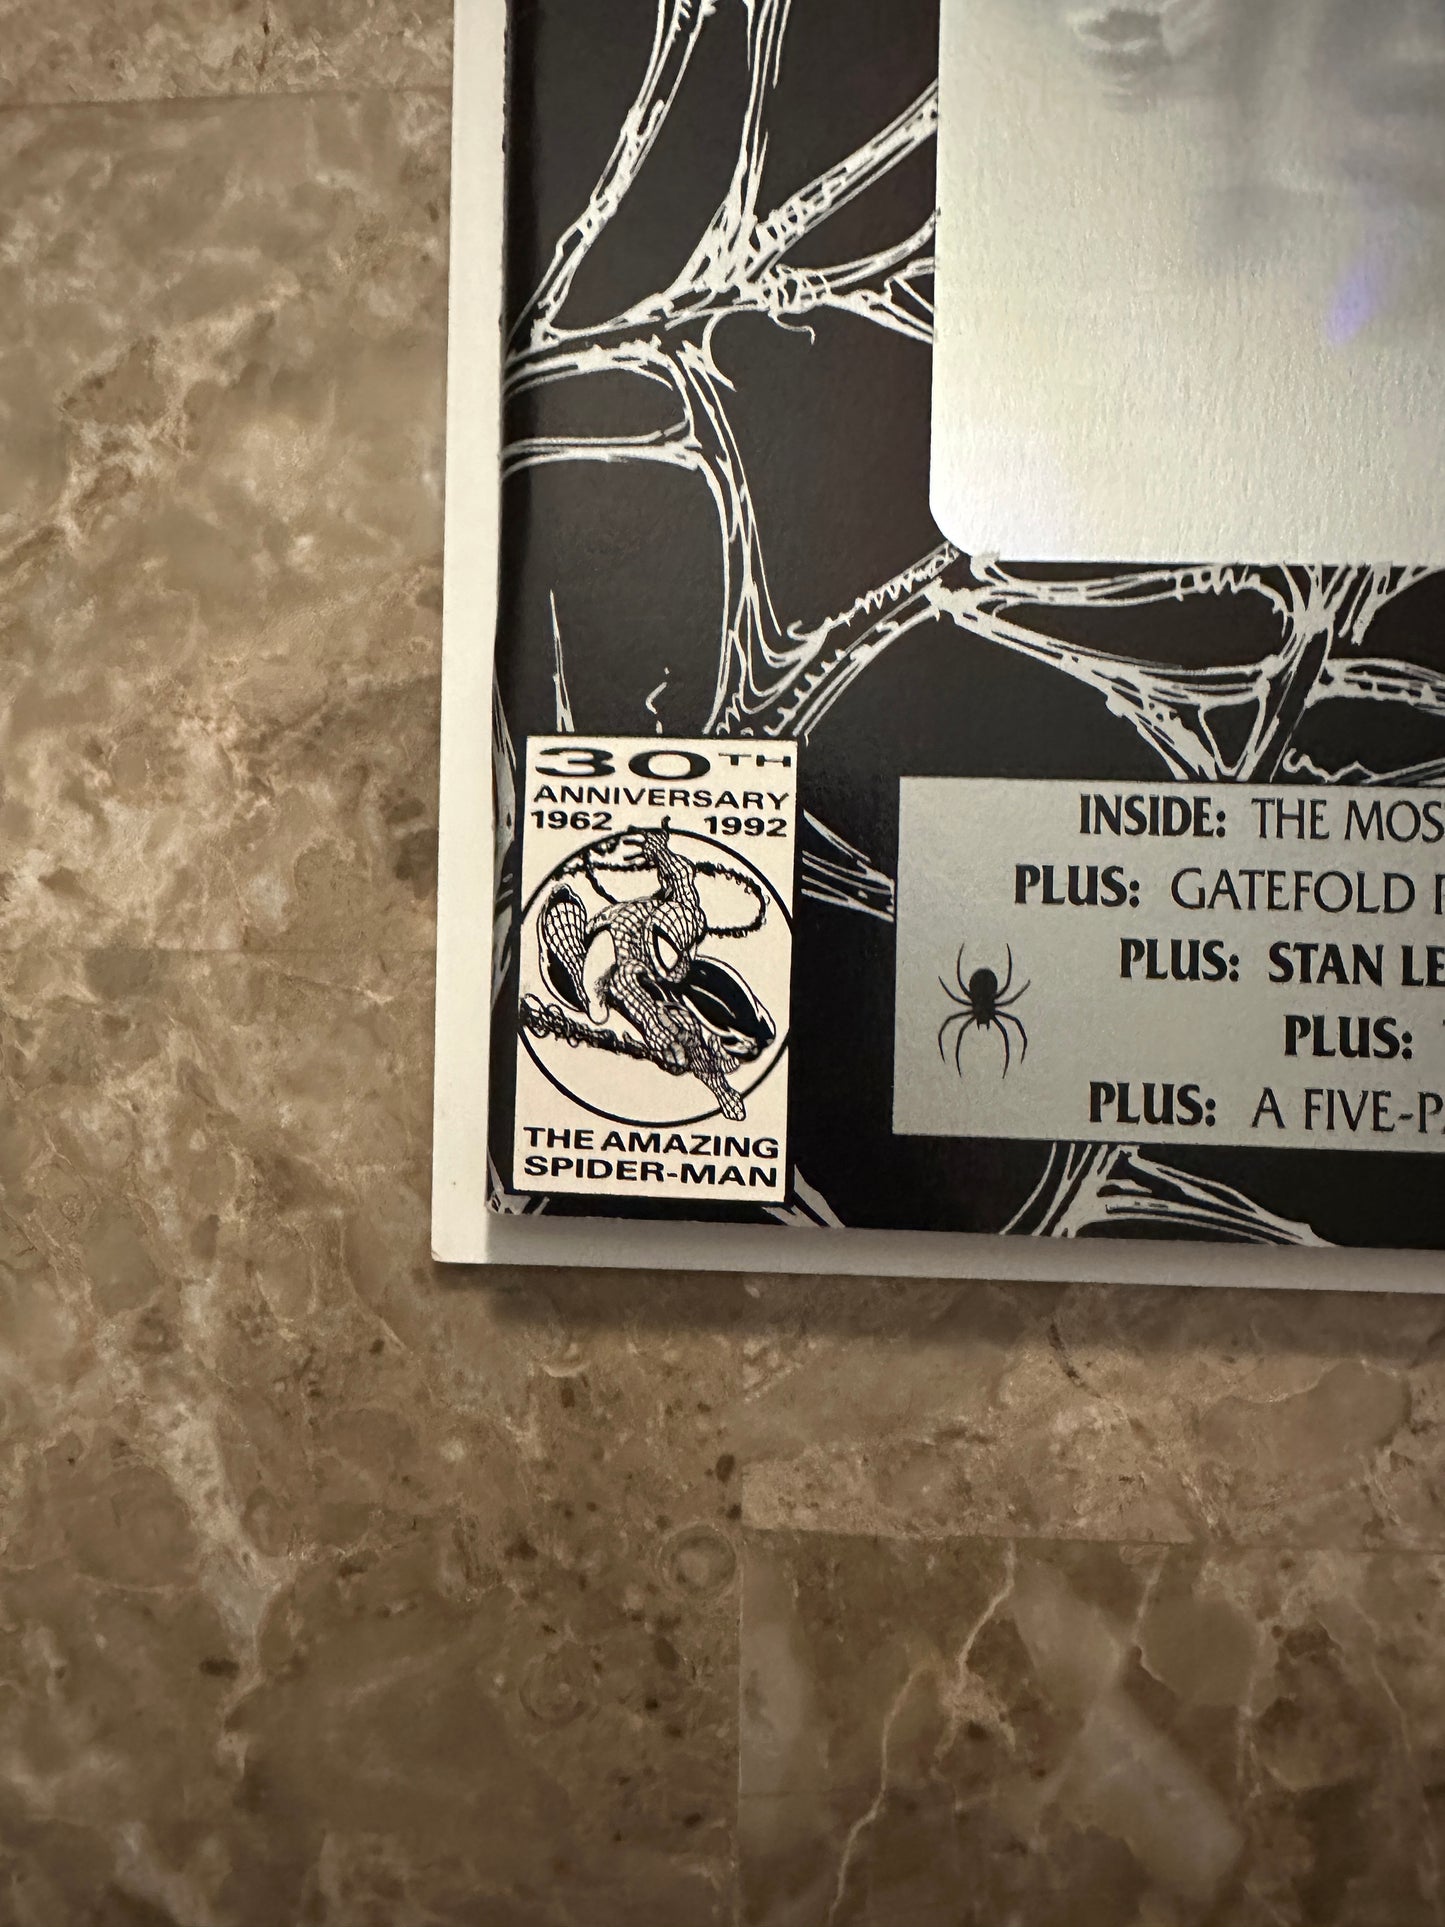 30TH
ANNIVERSARY
1962 1992
THE AMAZING
SPIDER-MAN
INSIDE: THE MOS
PLUS: GATEFOLD
PLUS: STAN LE
PLUS:
PLUS: A FIVE-P